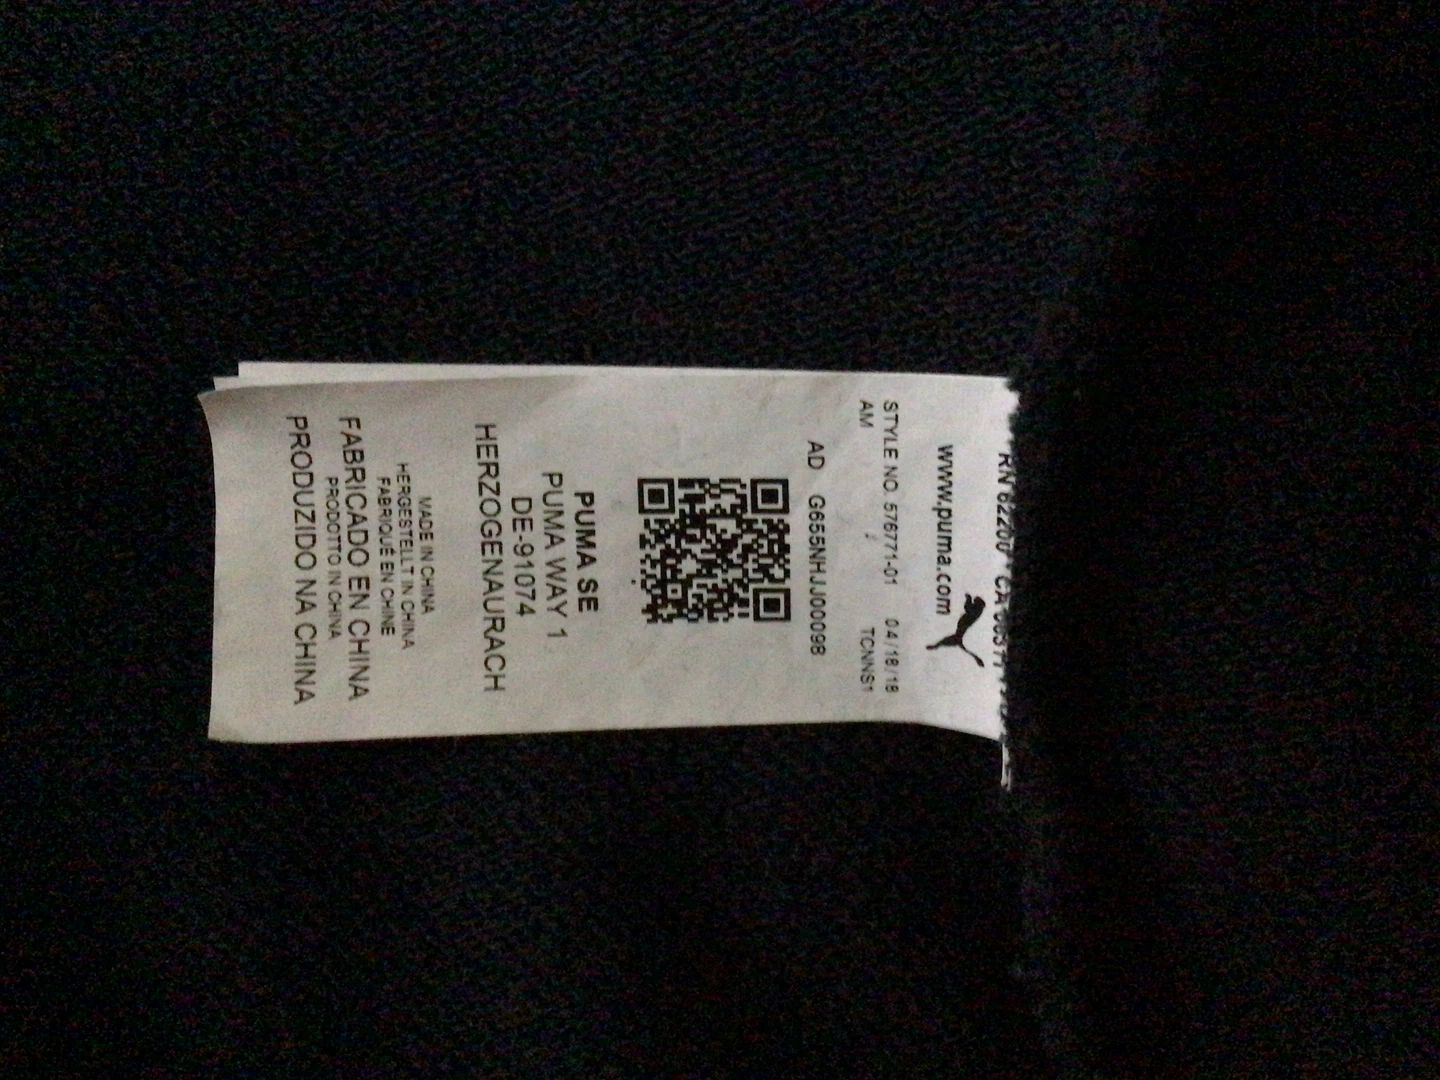 www.puma.com
STYLE NO. 576771-01 04/18/18
AM TCNNS1
AD G655NHJJ00098
PUMA SE
PUMA WAY 1
DE-91074
HERZOGENAURACH
MADE IN CHINA
HERGESTELLT IN CHINA
FABRIQUÉ EN CHINE
FABRICADO EN CHINA
PRODOTTO IN CHINA
PRODUZIDO NA CHINA